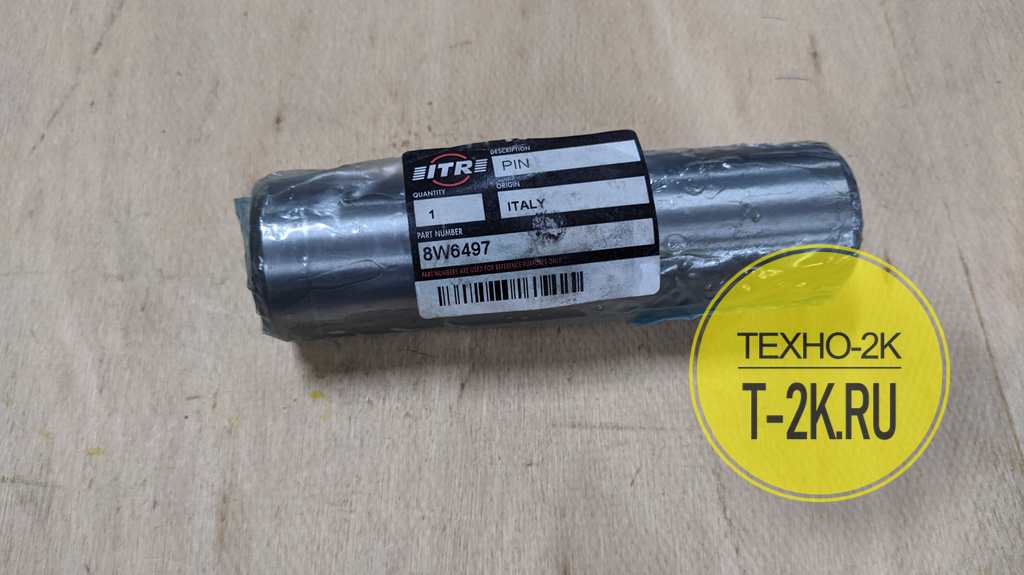 ITR
DESCRIPTION
PIN
QUANTITY
1
ORIGIN
ITALY
PART NUMBER
8W6497
PART NUMBERS ARE USED FOR REFERENCE PURPOSES ONLY
ТЕХНО-2К
T-2K.RU